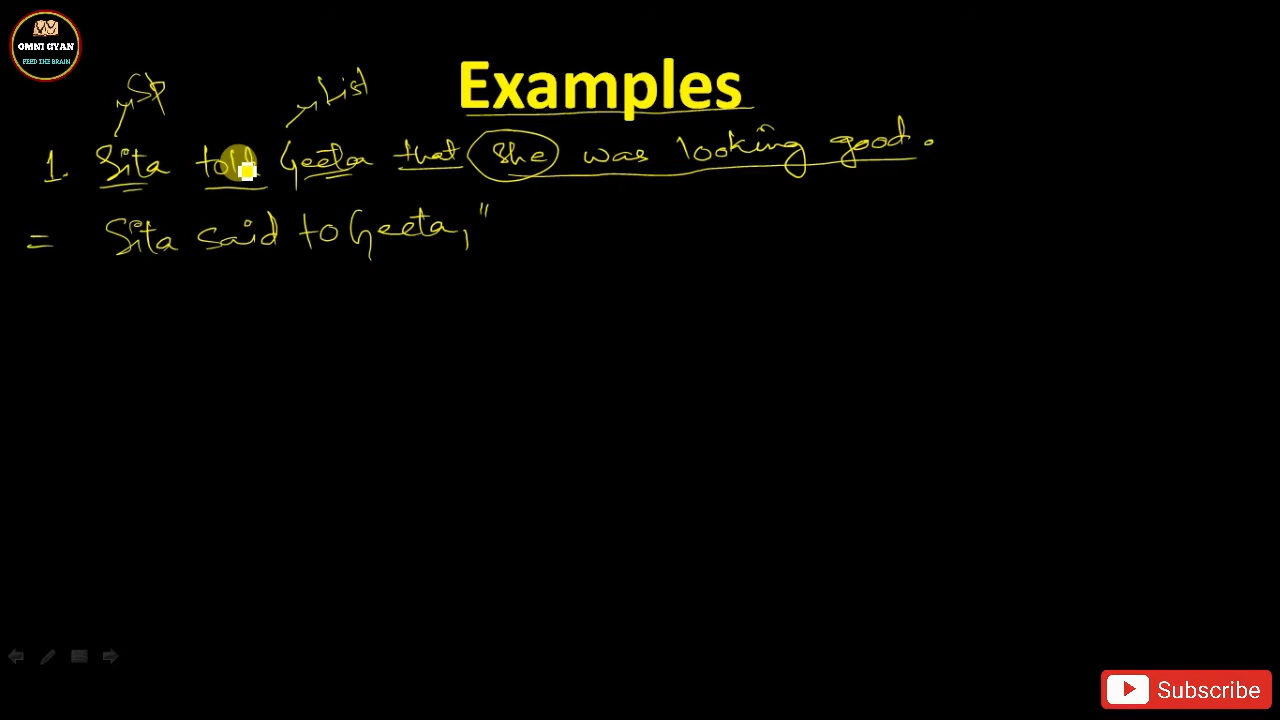 OMNI GYAN
FEED THE BRAIN
Examples
Sp
List
1. Sita told Geeta that she was looking good.
= Sita said to Geeta, "
Subscribe